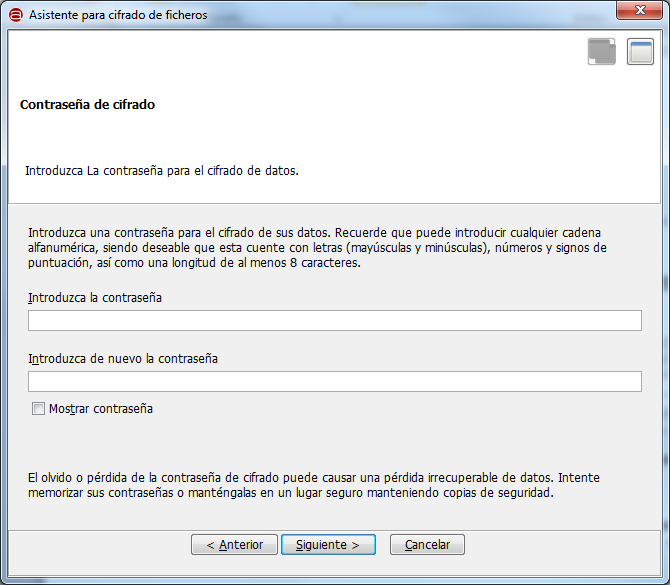 Asistente para cifrado de ficheros
Contraseña de cifrado
Introduzca La contraseña para el cifrado de datos.
Introduzca una contraseña para el cifrado de sus datos. Recuerde que puede introducir cualquier cadena
alfanumérica, siendo deseable que esta cuente con letras (mayúsculas y minúsculas), números y signos de
puntuación, así como una longitud de al menos 8 caracteres.
Introduzca la contraseña
Introduzca de nuevo la contraseña
Mostrar contraseña
El olvido o pérdida de la contraseña de cifrado puede causar una pérdida irrecuperable de datos. Intente
memorizar sus contraseñas o manténgalas en un lugar seguro manteniendo copias de seguridad.
< Anterior Siguiente > Cancelar